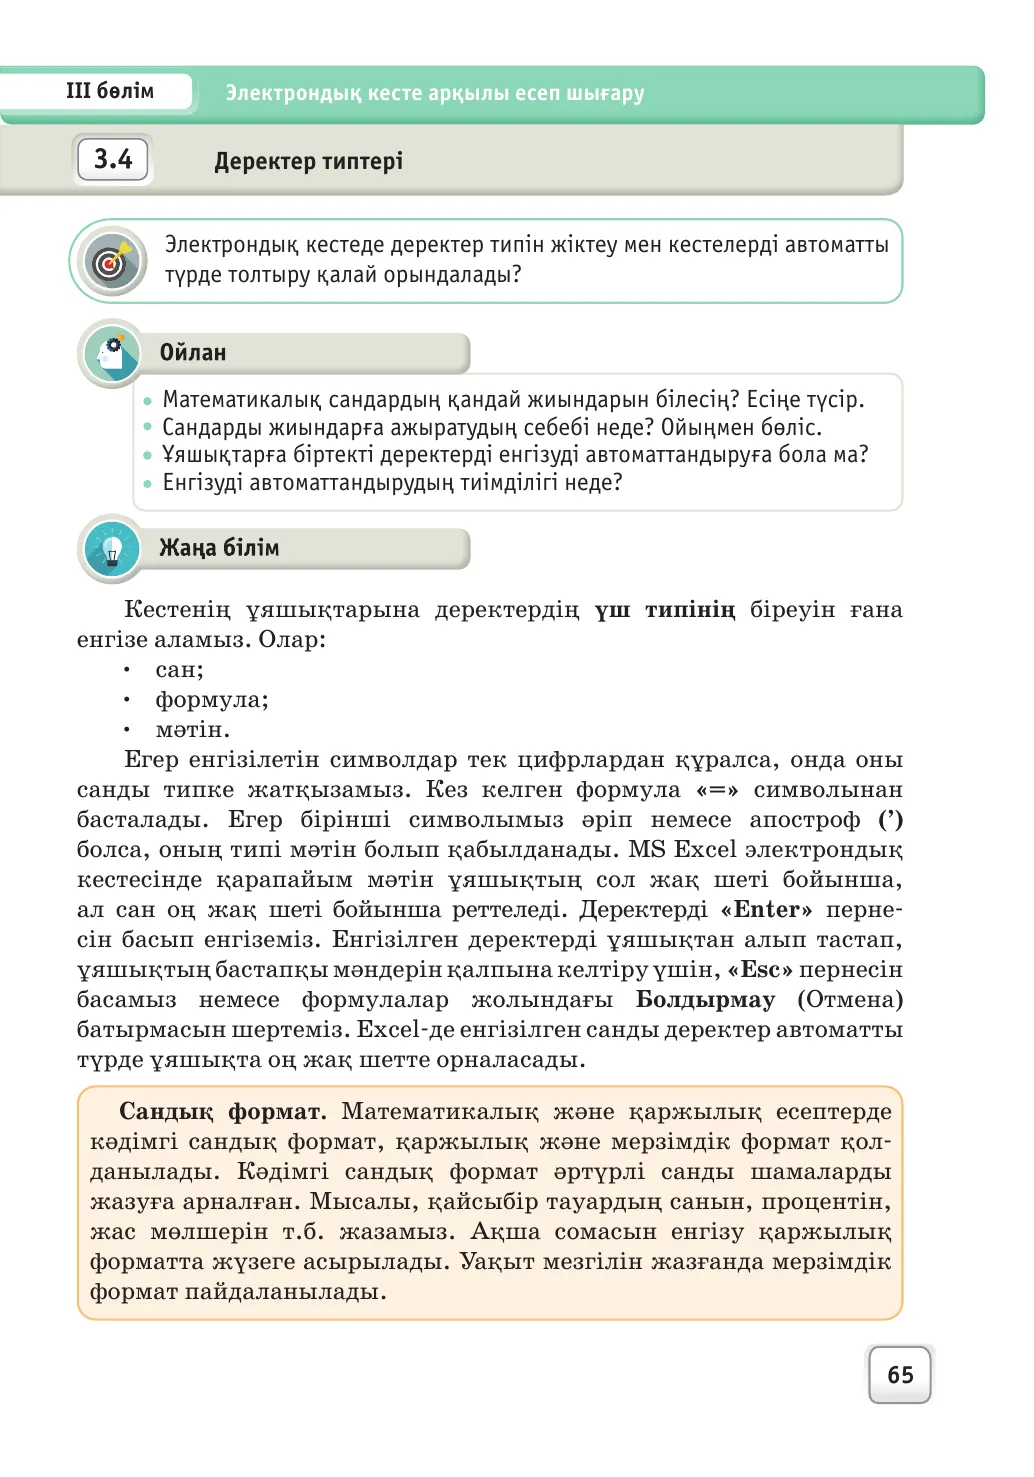 III бөлім
Электрондық кесте арқылы есеп шығару
3.4
Деректер типтері
Электрондық кестеде деректер типін жіктеу мен кестелерді автоматты
түрде толтыру қалай орындалады?
Ойлан
• Математикалық сандардың қандай жиындарын білесің? Есіңе түсір.
• Сандарды жиындарға ажыратудың себебі неде? Ойыңмен бөліс.
• Ұяшықтарға біртекті деректерді енгізуді автоматтандыруға бола ма?
• Енгізуді автоматтандырудың тиімділігі неде?
Жаңа білім
Кестенің ұяшықтарына деректердің үш типінің біреуін ғана
енгізе аламыз. Олар:
• сан;
• формула;
• мәтін.
Егер енгізілетін символдар тек цифрлардан құралса, онда оны
санды типке жатқызамыз. Кез келген формула «=» символынан
басталады. Егер бірінші символымыз әріп немесе апостроф (’)
болса, оның типі мәтін болып қабылданады. MS Excel электрондық
кестесінде қарапайым мәтін ұяшықтың сол жақ шеті бойынша,
ал сан оң жақ шеті бойынша реттеледі. Деректерді «Enter» перне-
сін басып енгіземіз. Енгізілген деректерді ұяшықтан алып тастап,
ұяшықтың бастапқы мәндерін қалпына келтіру үшін, «Esc» пернесін
басамыз немесе формулалар жолындағы Болдырмау (Отмена)
батырмасын шертеміз. Excel-де енгізілген санды деректер автоматты
түрде ұяшықта оң жақ шетте орналасады.
Сандық формат. Математикалық және қаржылық есептерде
кәдімгі сандық формат, қаржылық және мерзімдік формат қол-
данылады. Кәдімгі сандық формат әртүрлі санды шамаларды
жазуға арналған. Мысалы, қайсыбір тауардың санын, процентін,
жас мөлшерін т.б. жазамыз. Ақша сомасын енгізу қаржылық
форматта жүзеге асырылады. Уақыт мезгілін жазғанда мерзімдік
формат пайдаланылады.
65